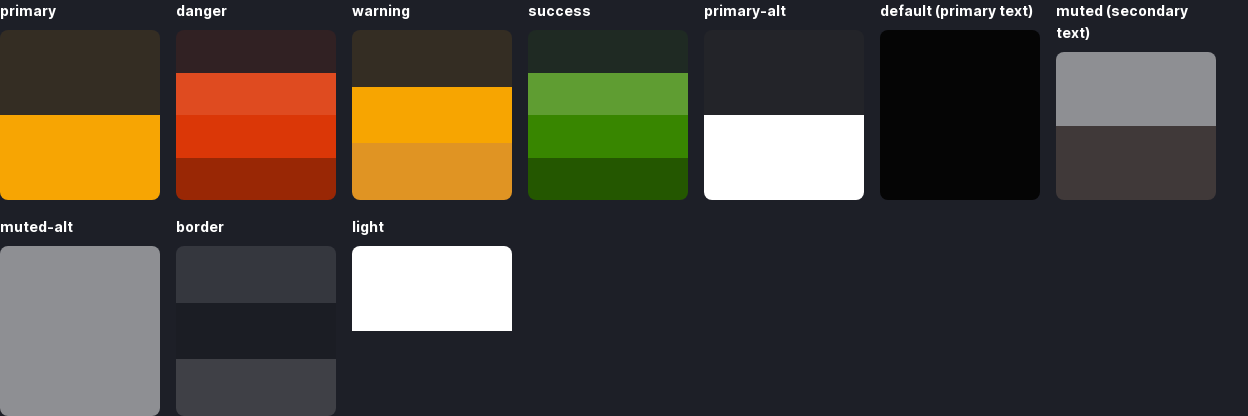 primary
danger
warning
success
primary-alt
default (primary text)
muted (secondary
text)
muted-alt
border
light